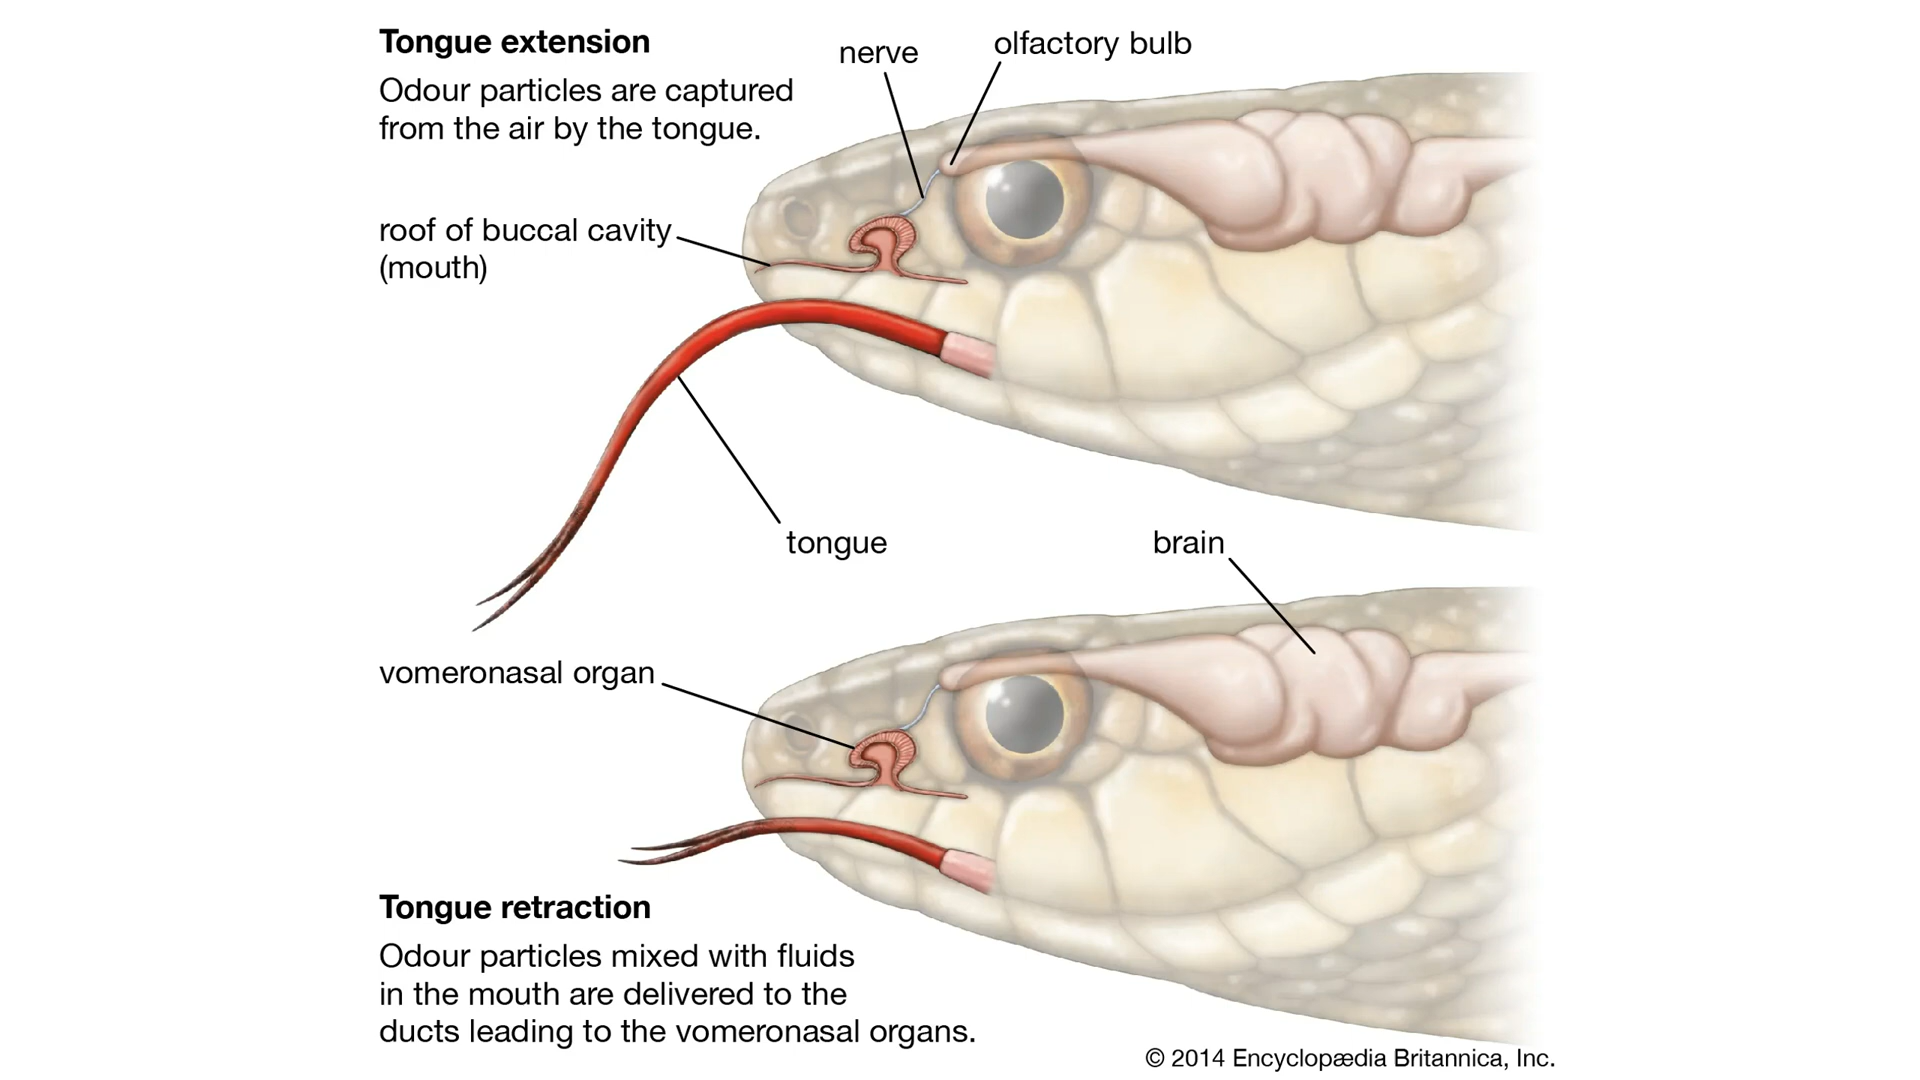 Tongue extension
Odour particles are captured
from the air by the tongue.
nerve
olfactory bulb
roof of buccal cavity
(mouth)
tongue
brain
vomeronasal organ
Tongue retraction
Odour particles mixed with fluids
in the mouth are delivered to the
ducts leading to the vomeronasal organs.
© 2014 Encyclopædia Britannica, Inc.